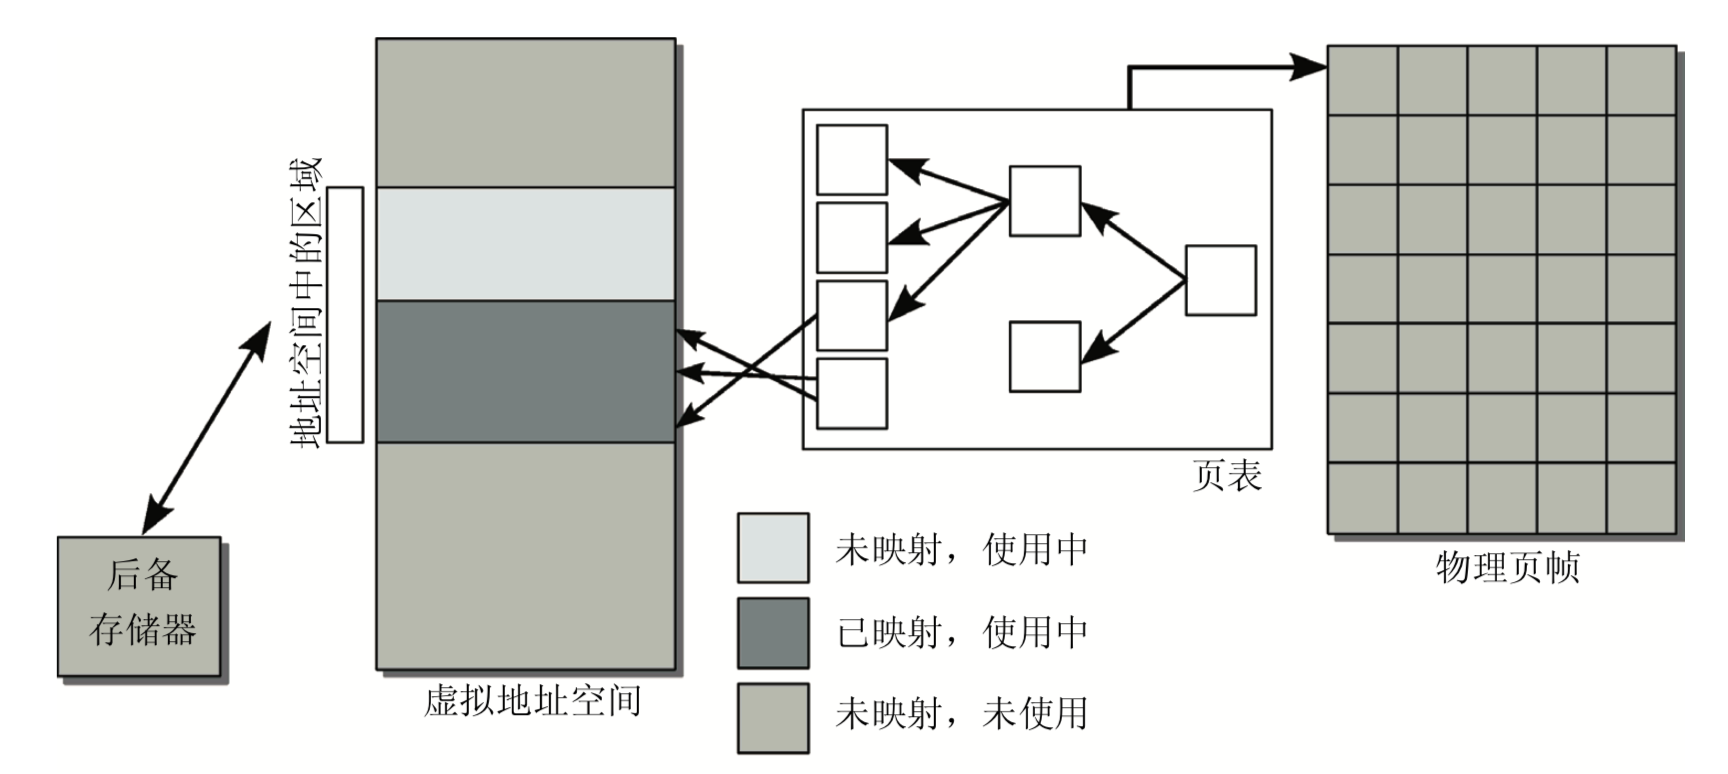 地址空间中的区域
后备
存储器
虚拟地址空间
页表
物理页帧
未映射，使用中
已映射，使用中
未映射，未使用